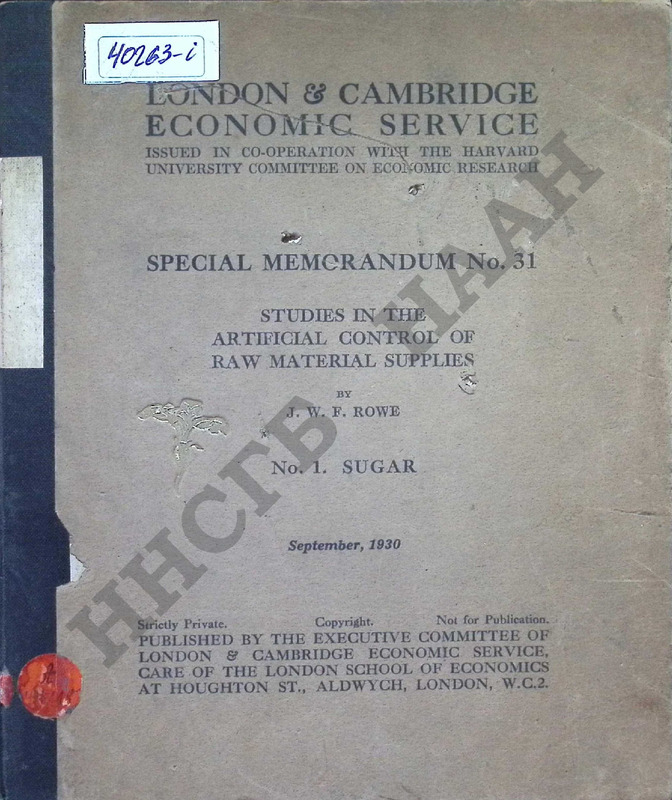 40263-i
LONDON & CAMBRIDGE
ECONOMIC SERVICE
ISSUED IN CO-OPERATION WITH THE HARVARD
UNIVERSITY COMMITTEE ON ECONOMIC RESEARCH
SPECIAL MEMORANDUM No. 31
STUDIES IN THE
ARTIFICIAL CONTROL OF
RAW MATERIAL SUPPLIES
BY
J. W. F. ROWE
No. 1. SUGAR
September, 1930
Strictly Private. Copyright. Not for Publication.
PUBLISHED BY THE EXECUTIVE COMMITTEE OF
LONDON & CAMBRIDGE ECONOMIC SERVICE,
CARE OF THE LONDON SCHOOL OF ECONOMICS
AT HOUGHTON ST., ALDWYCH, LONDON, W.C.2.
ННСГБ НААН